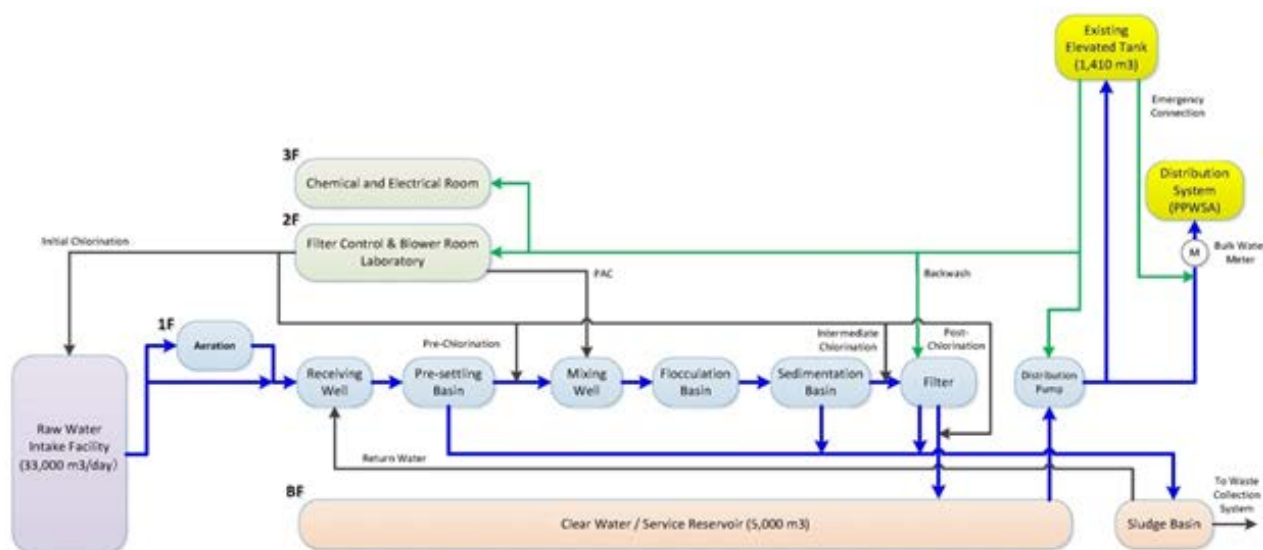 Existing
Elevated Tank
(1,410 m3)
Emergency
Connection
3F
Chemical and Electrical Room
Distribution
System
(PPWSA)
2F
Filter Control & Blower Room
Laboratory
Initial Chlorination
M
Bulk Water
Meter
PAC
Backwash
1F
Aeration
Pre-Chlorination
Intermediate
Chlorination
Post-
Chlorination
Receiving
Well
Pre-settling
Basin
Mixing
Well
Flocculation
Basin
Sedimentation
Basin
Filter
Distribution
Pump
Raw Water
Intake Facility
(33,000 m3/day)
Return Water
BF
Clear Water / Service Reservoir (5,000 m3)
Sludge Basin
To Waste
Collection
System